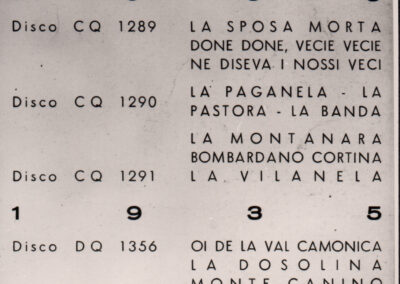 Disco CQ 1289 LA SPOSA MORTA
DONE DONE, VECIE VECIE
NE DISEVA I NOSSI VECI
Disco CQ 1290 LA PAGANELA - LA
PASTORA - LA BANDA
LA MONTANARA
BOMBARDANO CORTINA
Disco CQ 1291 LA VILANELA
1 9 3 5
Disco DQ 1356 OI DE LA VAL CAMONICA
LA DOSOLINA
MONTE CANINO